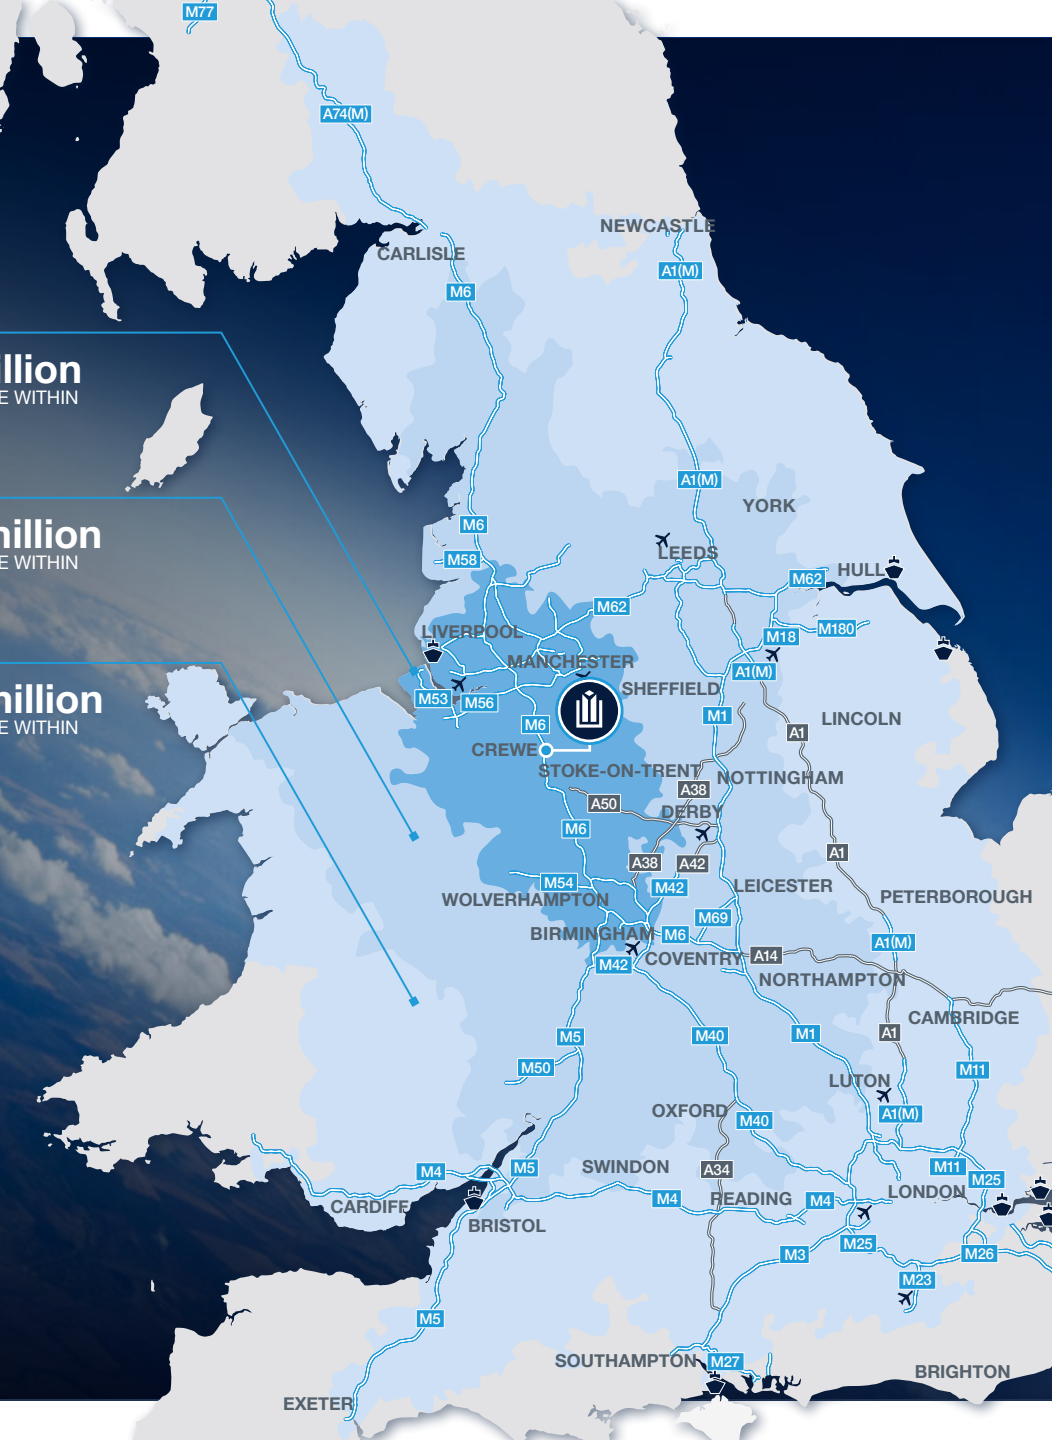 M77
A74(M)
NEWCASTLE
CARLISLE
A1(M)
M6
illion
E WITHIN
A1(M)
YORK
M6
nillion
E WITHIN
LEEDS
M58
HULL
M62
M62
M180
LIVERPOOL
M18
MANCHESTER
A1(M)
SHEFFIELD
nillion
E WITHIN
M53
M56
M1
LINCOLN
M6
A1
CREWE
STOKE-ON-TRENT
NOTTINGHAM
A38
A50
DERBY
M6
A1
A38
A42
M54
M42
LEICESTER
WOLVERHAMPTON
PETERBOROUGH
M69
BIRMINGHAM
M6
A1(M)
COVENTRY
A14
M42
NORTHAMPTON
CAMBRIDGE
M5
M40
M1
A1
M50
M11
LUTON
OXFORD
A1(M)
M40
M4
M5
SWINDON
A34
M11
M25
LONDON
M4
READING
M4
CARDIFF
BRISTOL
M25
M3
M26
M23
M5
SOUTHAMPTON
M27
BRIGHTON
EXETER